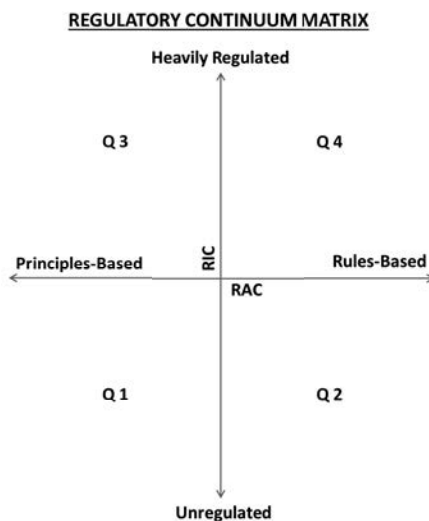 REGULATORY CONTINUUM MATRIX
Heavily Regulated
Q 3
Q 4
RIC
Principles-Based
Rules-Based
RAC
Q 1
Q 2
Unregulated